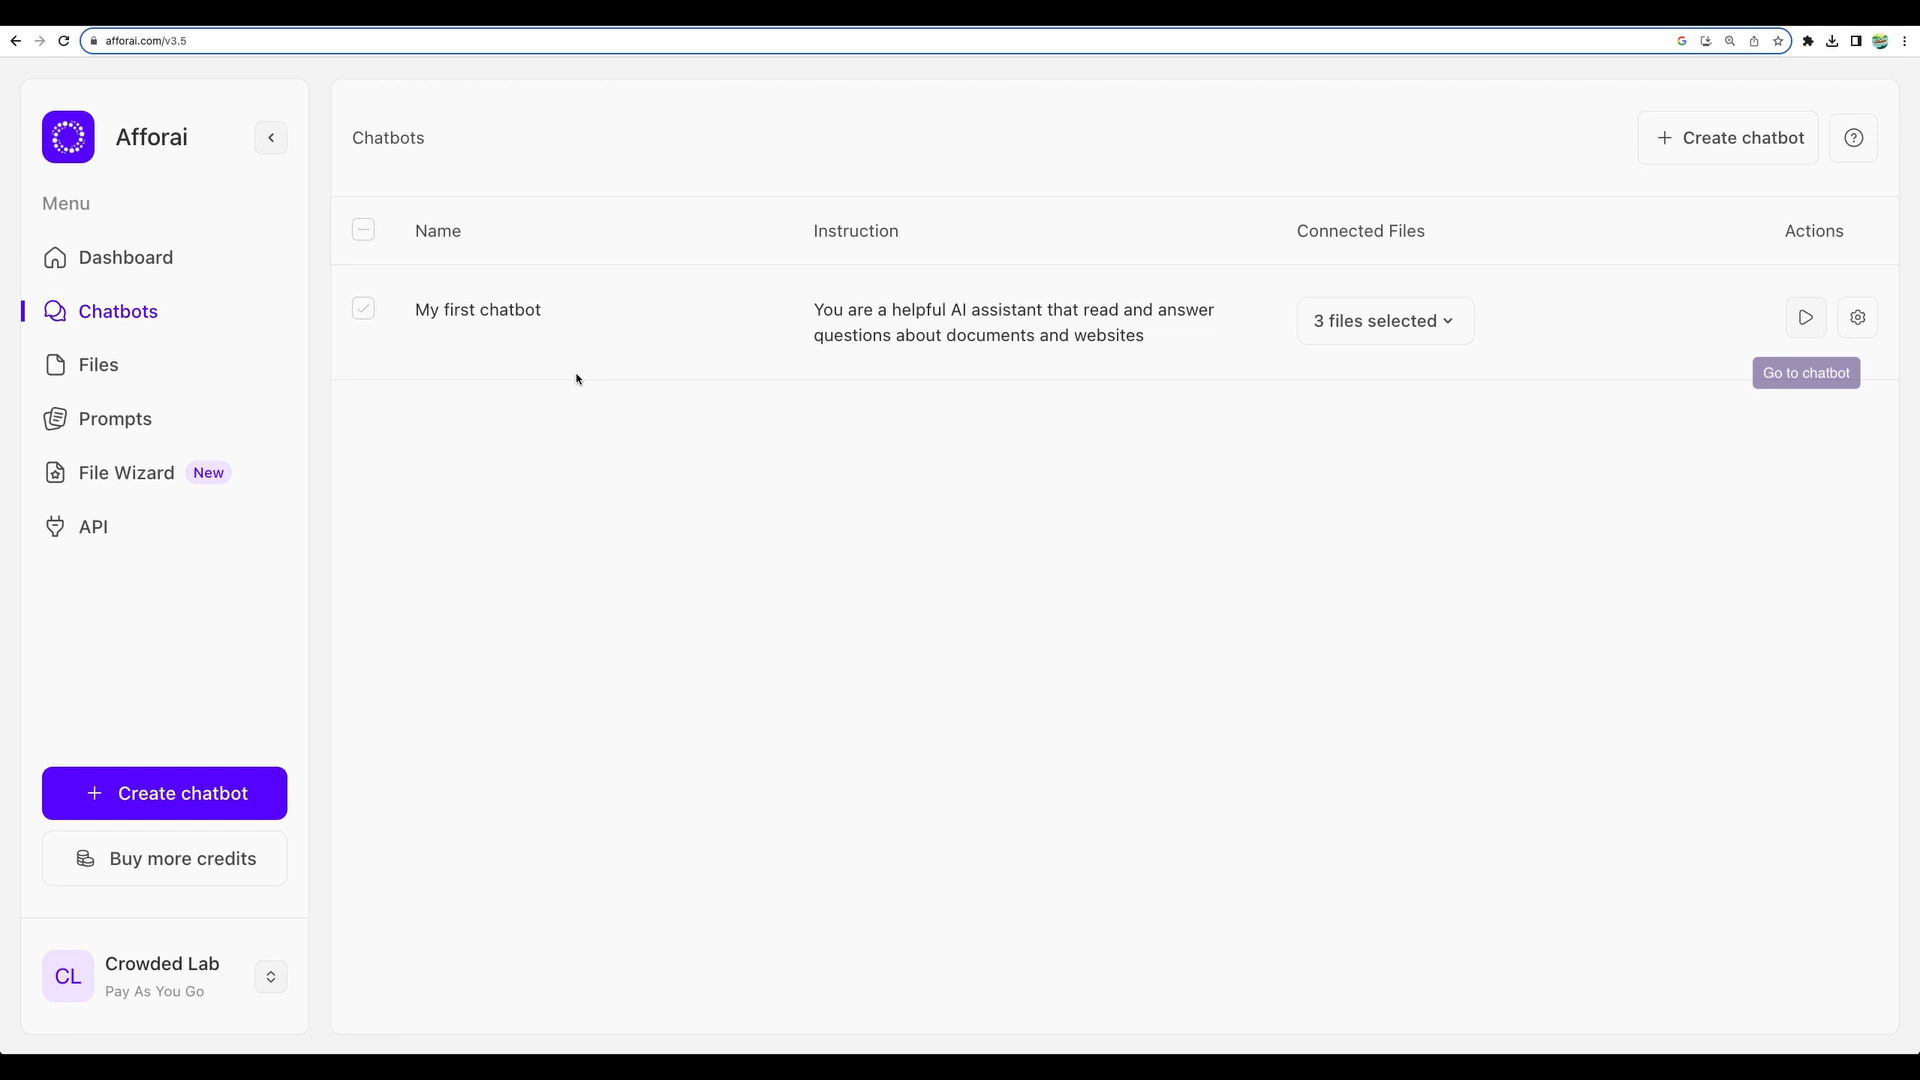 afforai.com/v3.5
Afforai
Menu
Dashboard
Chatbots
Files
Prompts
File Wizard New
API
Create chatbot
Buy more credits
CL
Crowded Lab
Pay As You Go
Chatbots
Create chatbot
Name Instruction Connected Files Actions
My first chatbot
You are a helpful AI assistant that read and answer
questions about documents and websites
3 files selected
Go to chatbot